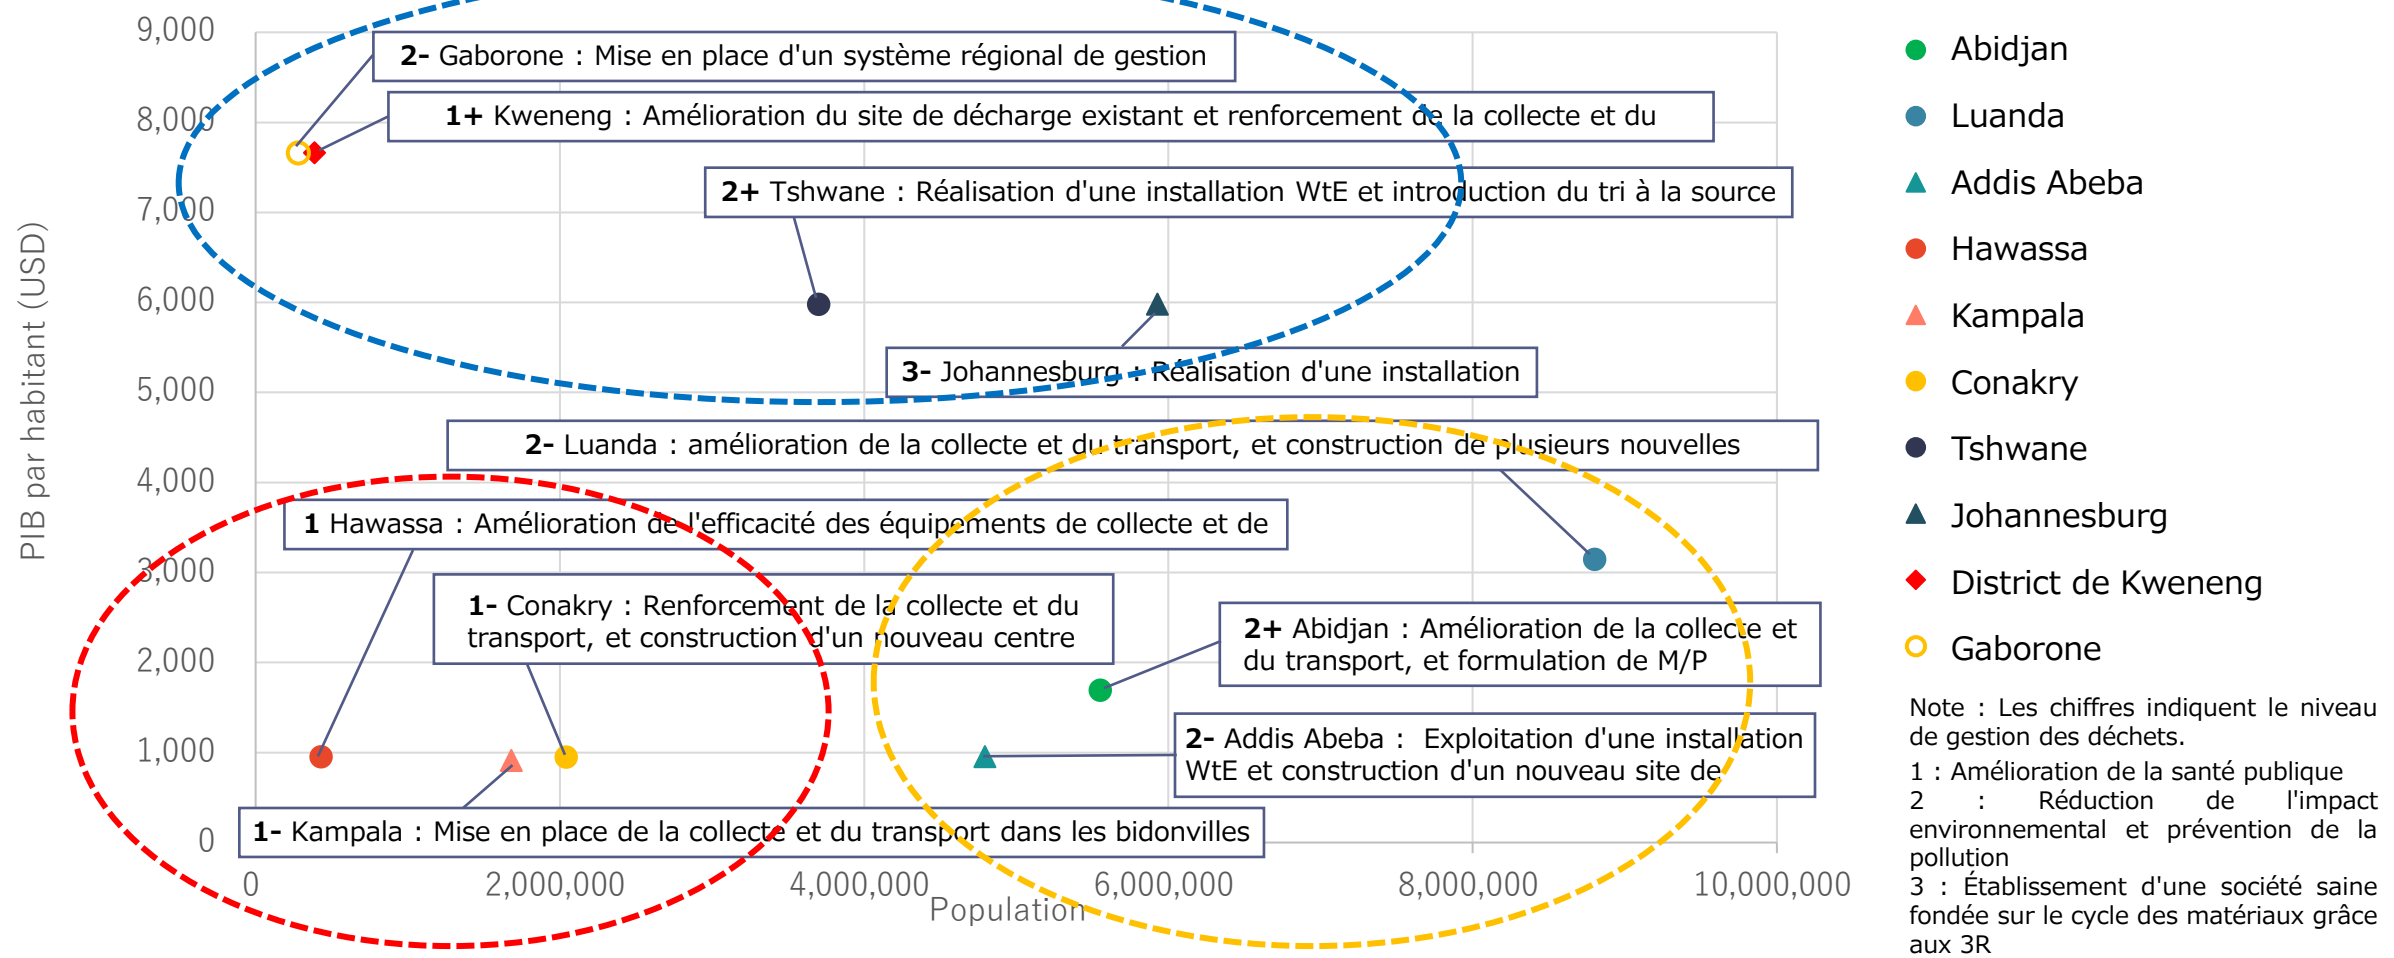 9,000
8,000
7,000
6,000
5,000
4,000
3,000
2,000
1,000
0
PIB par habitant (USD)
2- Gaborone : Mise en place d'un système régional de gestion
1+ Kweneng : Amélioration du site de décharge existant et renforcement de la collecte et du
2+ Tshwane : Réalisation d'une installation WtE et introduction du tri à la source
3- Johannesburg : Réalisation d'une installation
2- Luanda : amélioration de la collecte et du transport, et construction de plusieurs nouvelles
1 Hawassa : Amélioration de l'efficacité des équipements de collecte et de
1- Conakry : Renforcement de la collecte et du
transport, et construction d'un nouveau centre
2+ Abidjan : Amélioration de la collecte et
du transport, et formulation de M/P
2- Addis Abeba : Exploitation d'une installation
WtE et construction d'un nouveau site de
1- Kampala : Mise en place de la collecte et du transport dans les bidonvilles
0
2,000,000
4,000,000
6,000,000
8,000,000
10,000,000
Population
Abidjan
Luanda
Addis Abeba
Hawassa
Kampala
Conakry
Tshwane
Johannesburg
District de Kweneng
Gaborone
Note : Les chiffres indiquent le niveau
de gestion des déchets.
1 : Amélioration de la santé publique
2 : Réduction de l'impact
environnemental et prévention de la
pollution
3 : Établissement d'une société saine
fondée sur le cycle des matériaux grâce
aux 3R